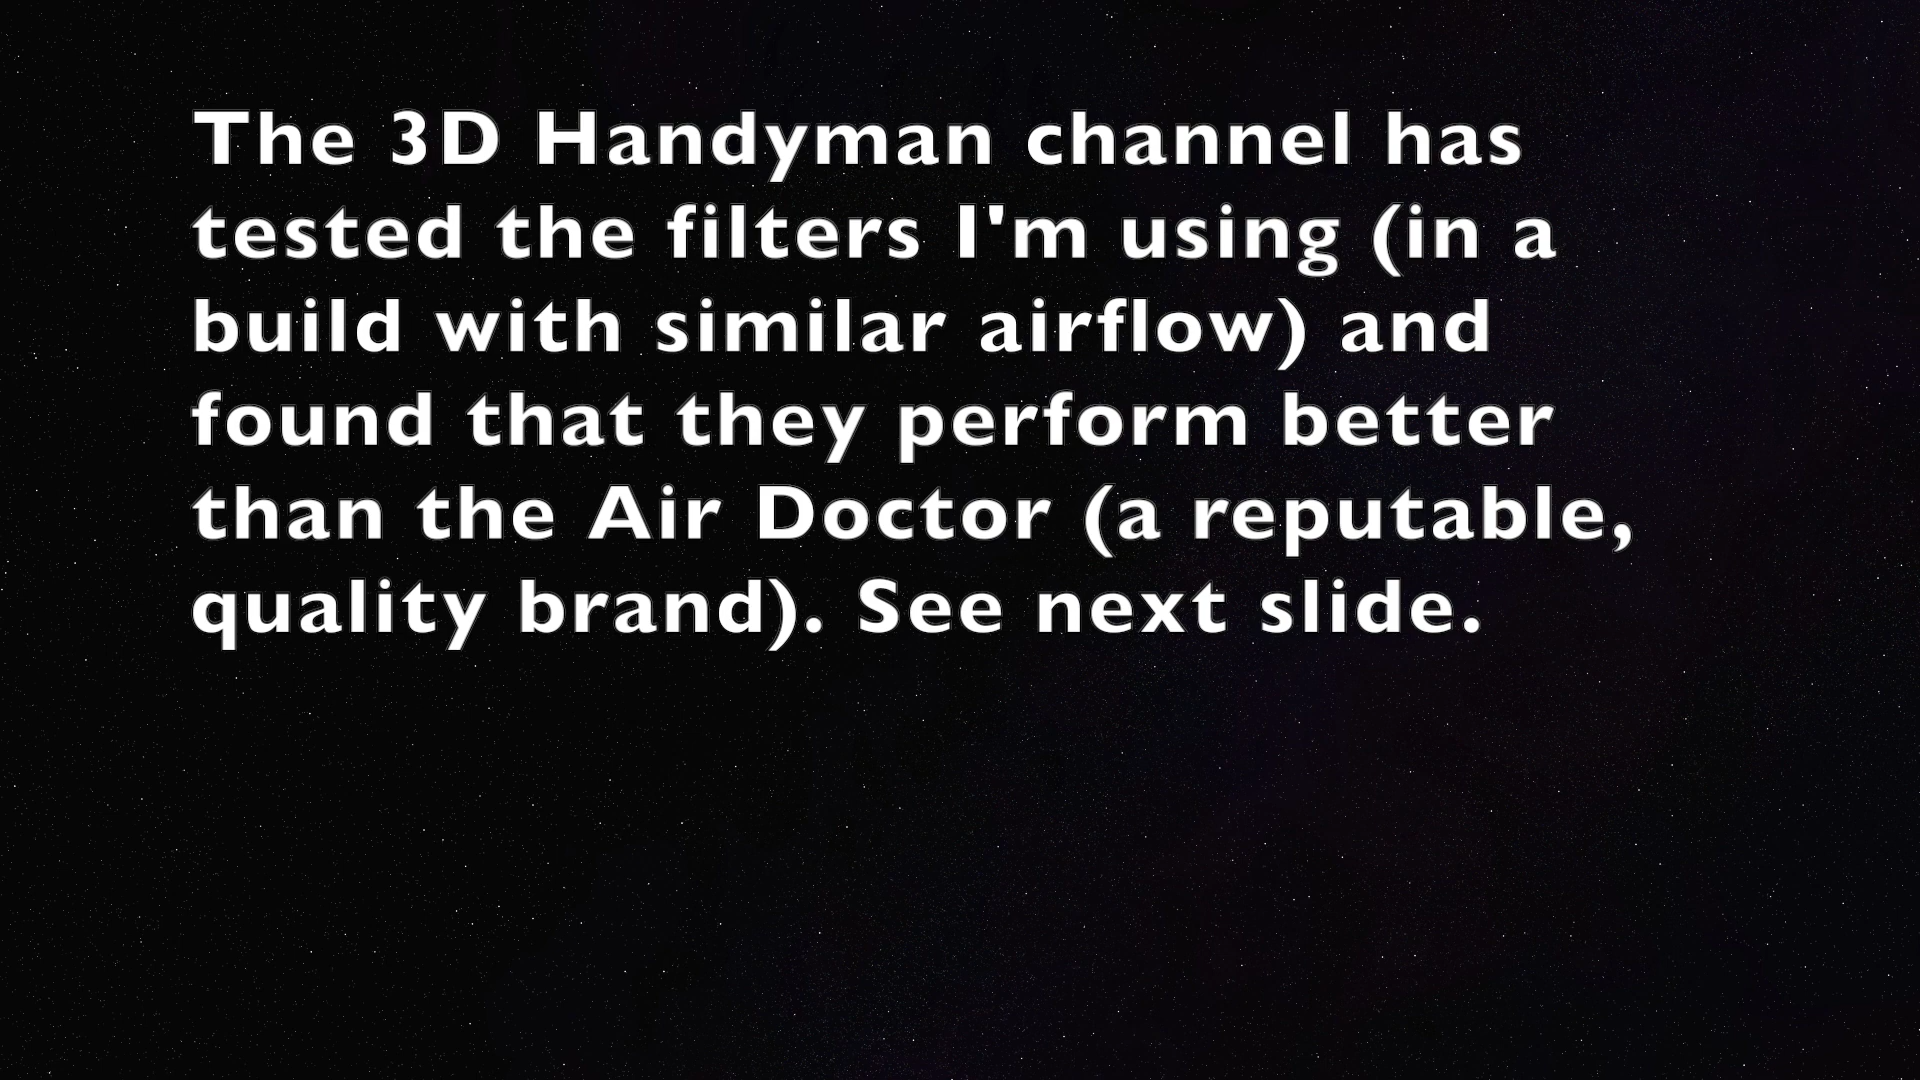 The 3D Handyman channel has
tested the filters I'm using (in a
build with similar airflow) and
found that they perform better
than the Air Doctor (a reputable,
quality brand). See next slide.